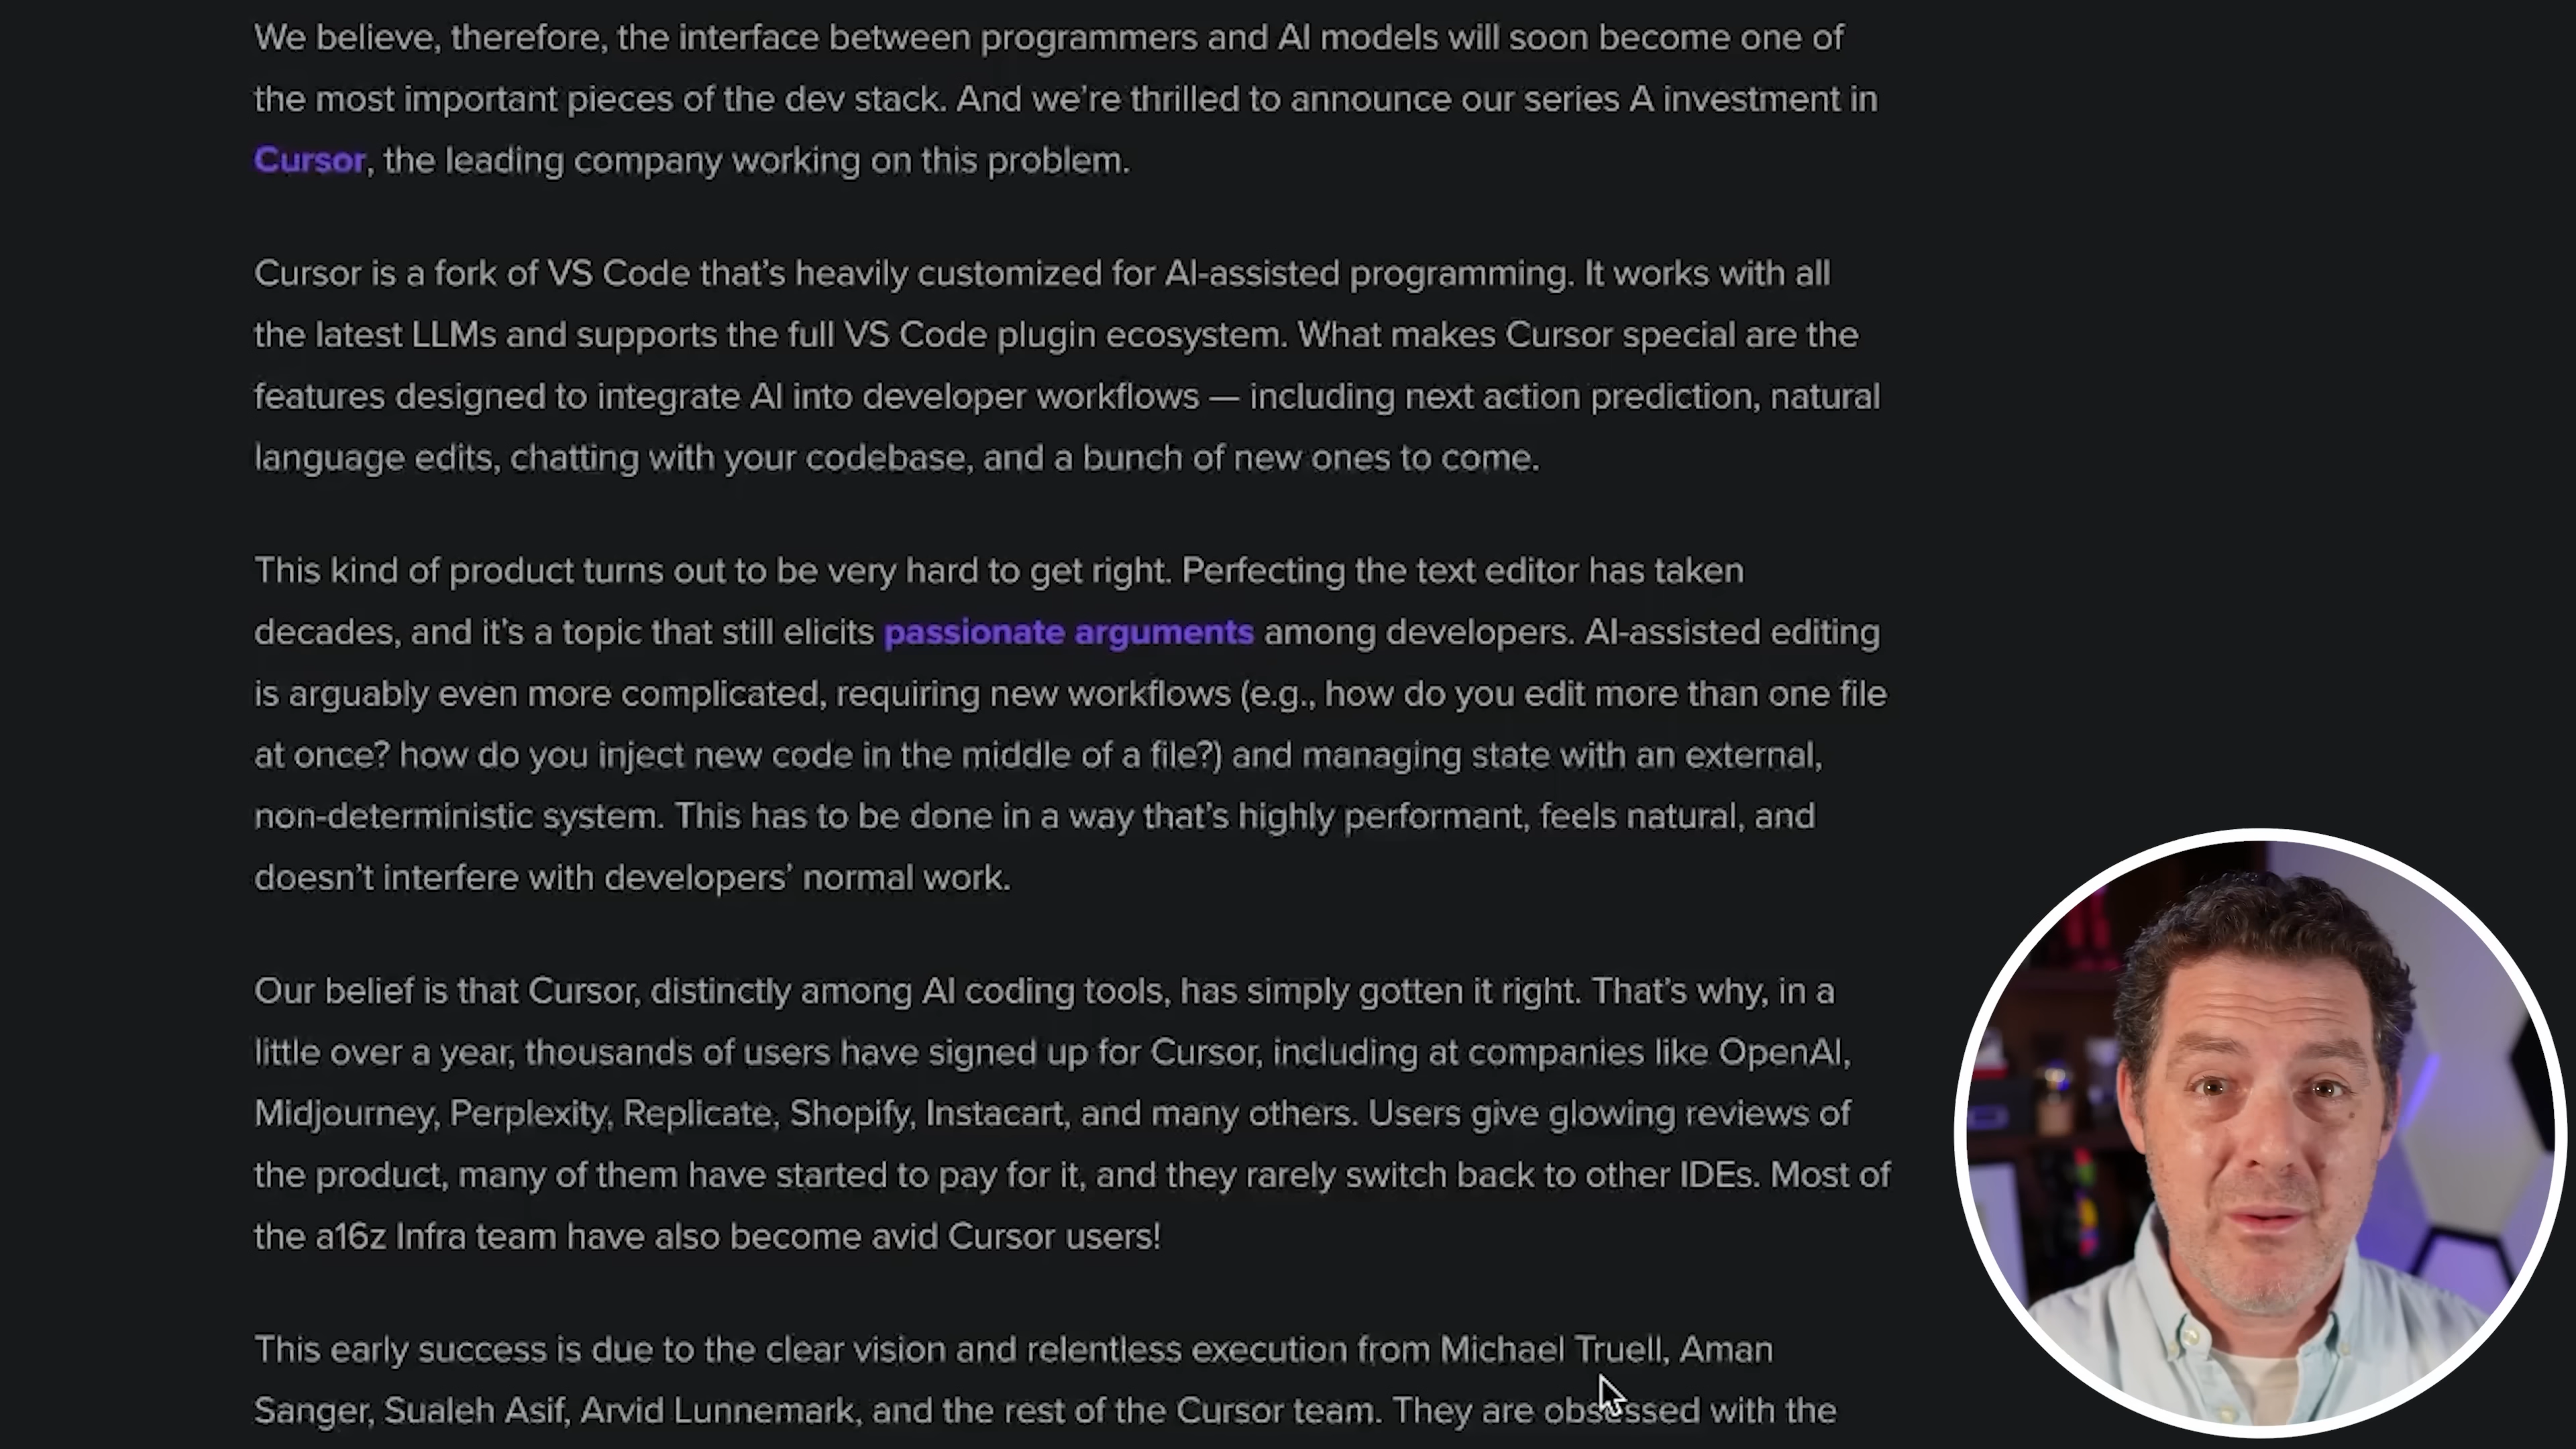 We believe, therefore, the interface between programmers and AI models will soon become one of
the most important pieces of the dev stack. And we’re thrilled to announce our series A investment in
Cursor, the leading company working on this problem.
Cursor is a fork of VS Code that’s heavily customized for AI-assisted programming. It works with all
the latest LLMs and supports the full VS Code plugin ecosystem. What makes Cursor special are the
features designed to integrate AI into developer workflows — including next action prediction, natural
language edits, chatting with your codebase, and a bunch of new ones to come.
This kind of product turns out to be very hard to get right. Perfecting the text editor has taken
decades, and it’s a topic that still elicits passionate arguments among developers. AI-assisted editing
is arguably even more complicated, requiring new workflows (e.g., how do you edit more than one file
at once? how do you inject new code in the middle of a file?) and managing state with an external,
non-deterministic system. This has to be done in a way that’s highly performant, feels natural, and
doesn’t interfere with developers’ normal work.
Our belief is that Cursor, distinctly among AI coding tools, has simply gotten it right. That’s why, in a
little over a year, thousands of users have signed up for Cursor, including at companies like OpenAI,
Midjourney, Perplexity, Replicate, Shopify, Instacart, and many others. Users give glowing reviews of
the product, many of them have started to pay for it, and they rarely switch back to other IDEs. Most of
the a16z Infra team have also become avid Cursor users!
This early success is due to the clear vision and relentless execution from Michael Truell, Aman
Sanger, Sualeh Asif, Arvid Lunnemark, and the rest of the Cursor team. They are obsessed with the